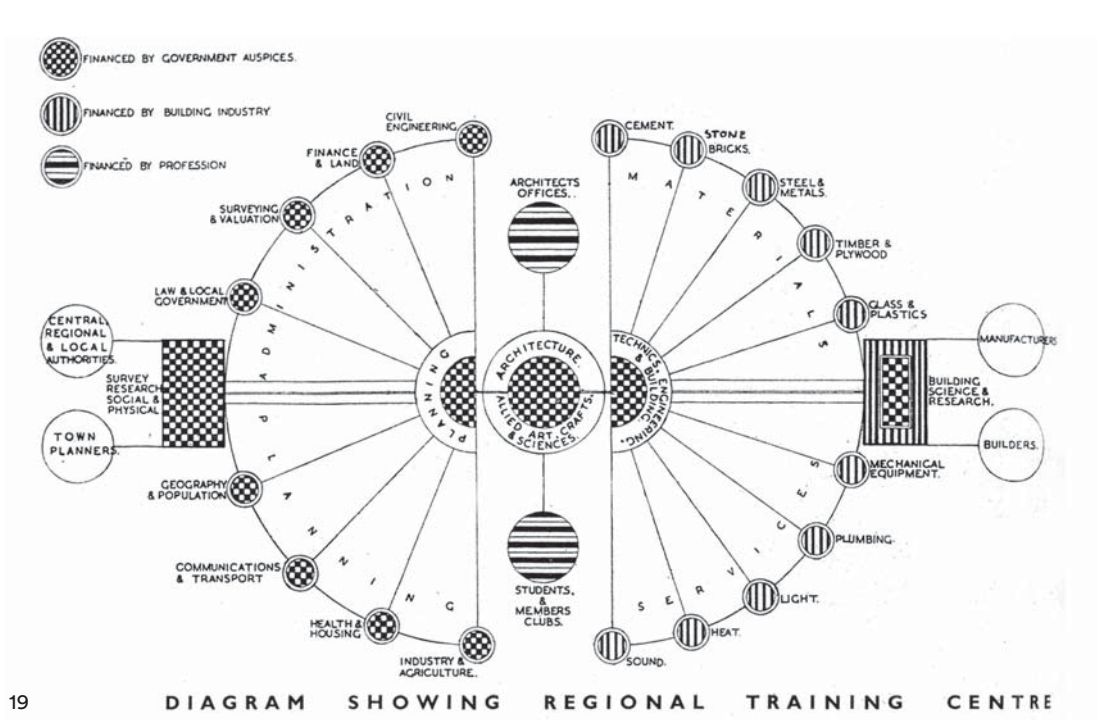 FINANCED BY GOVERNMENT AUSPICES.
FINANCED BY BUILDING INDUSTRY
FINANCED BY PROFESSION
CIVIL
ENGINEERING
FINANCE
& LAND
SURVEYING
& VALUATION
LAW & LOCAL
GOVERNMENT
ADMINISTRATION
CENTRAL,
REGIONAL
& LOCAL
AUTHORITIES.
SURVEY
RESEARCH
SOCIAL &
PHYSICAL
TOWN
PLANNERS.
GEOGRAPHY
& POPULATION
COMMUNICATIONS
& TRANSPORT
HEALTH &
HOUSING
INDUSTRY &
AGRICULTURE.
PLANNING
PLANNING
ARCHITECTS
OFFICES..
ARCHITECTURE.
ALLIED ART, CRAFTS,
& SCIENCES.
STUDENTS,
&
MEMBERS
CLUBS.
TECHNICS, ENGINEERING.
& BUILDING.
CEMENT.
STONE
BRICKS.
STEEL &
METALS.
TIMBER &
PLYWOOD
GLASS &
PLASTICS
MATERIALS
MANUFACTURERS
BUILDING
SCIENCE &
RESEARCH.
BUILDERS.
MECHANICAL
EQUIPMENT.
PLUMBING.
LIGHT.
HEAT.
SOUND.
SERVICES
19
DIAGRAM SHOWING REGIONAL TRAINING CENTRE